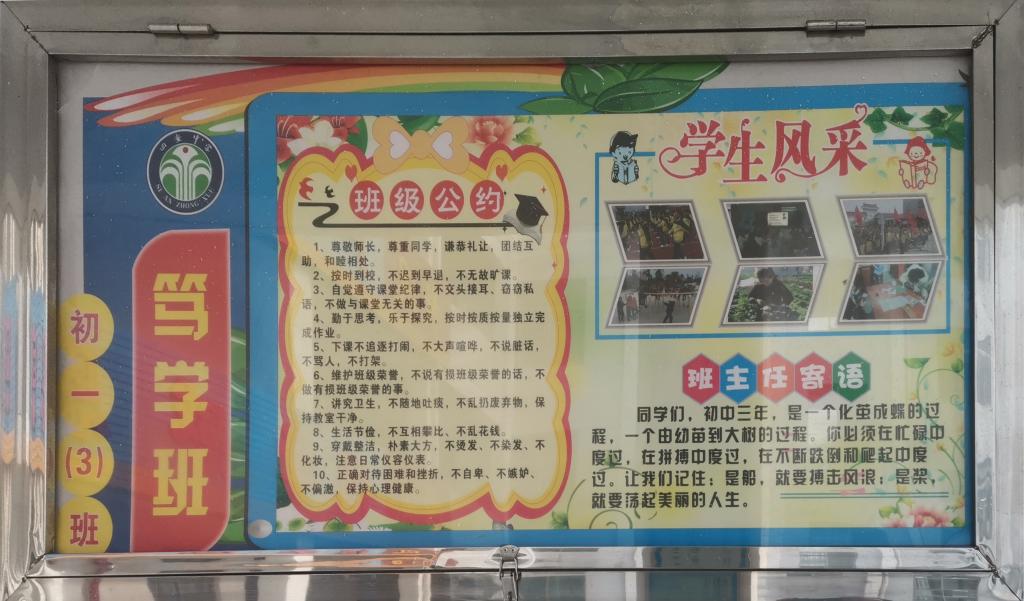 SI AN ZHONG XUE
笃学班
初一(3)班
班级公约
1、尊敬师长，尊重同学，谦恭礼让，团结互
助，和睦相处。
2、按时到校，不迟到早退，不无故旷课。
3、自觉遵守课堂纪律，不交头接耳、窃窃私
语，不做与课堂无关的事。
4、勤于思考，乐于探究，按时按质按量独立完
成作业。
5、下课不追逐打闹，不大声喧哗，不说脏话，
不骂人，不打架。
6、维护班级荣誉，不说有损班级荣誉的话，不
做有损班级荣誉的事。
7、讲究卫生，不随地吐痰，不乱扔废弃物，保
持教室干净。
8、生活节俭，不互相攀比、不乱花钱。
9、穿戴整洁，朴素大方，不烫发、不染发、不
化妆，注意日常仪容仪表。
10、正确对待困难和挫折，不自卑、不嫉妒、
不偏激，保持心理健康。
学生风采
班主任寄语
同学们，初中三年，是一个化茧成蝶的过
程，一个由幼苗到大树的过程。你必须在忙碌中
度过，在拼搏中度过，在不断跌倒和爬起中度
过。让我们记住：是船，就要搏击风浪；是桨，
就要荡起美丽的人生。